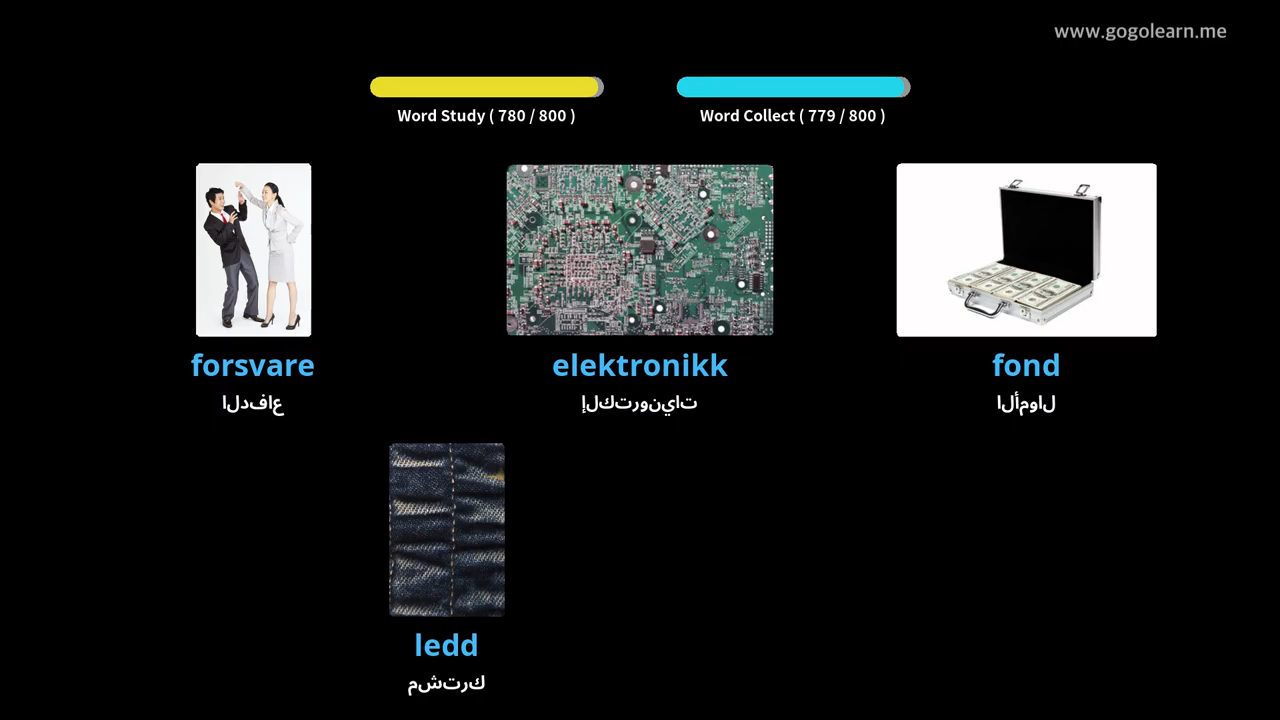 www.gogolearn.me
Word Study ( 780 / 800 )
Word Collect ( 779 / 800 )
forsvare
الدفاع
elektronikk
إلكترونيات
fond
الأموال
ledd
مشترك